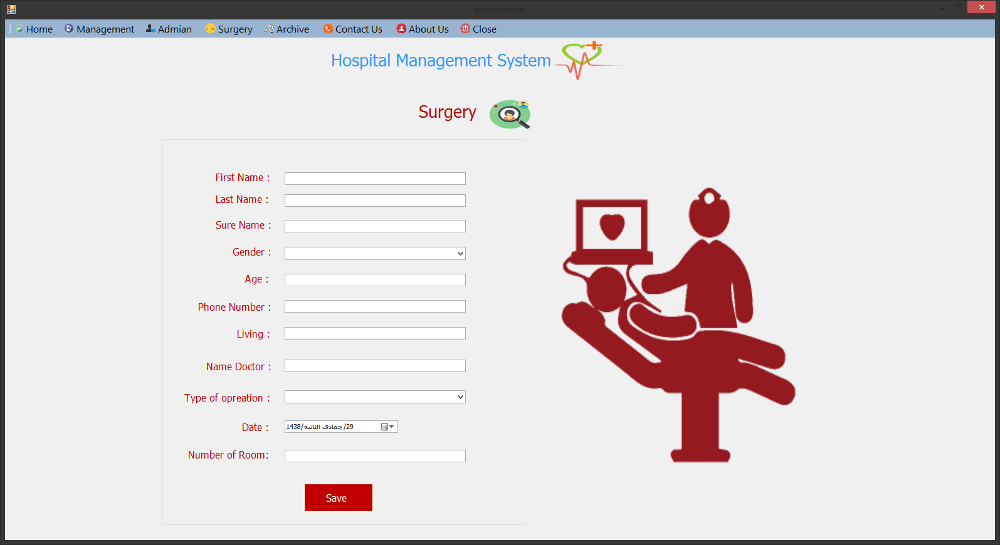 appoinment
Home Management Admian Surgery Archive Contact Us About Us Close
Hospital Management System
Surgery
First Name :
Last Name :
Sure Name :
Gender :
Age :
Phone Number :
Living :
Name Doctor :
Type of opreation :
Date : 29/جمادى الثانية/1438
Number of Room:
Save